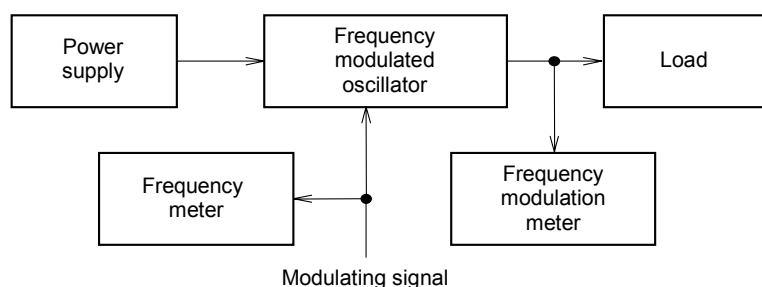 Power
supply
Frequency
modulated
oscillator
Load
Frequency
meter
Frequency
modulation
meter
Modulating signal